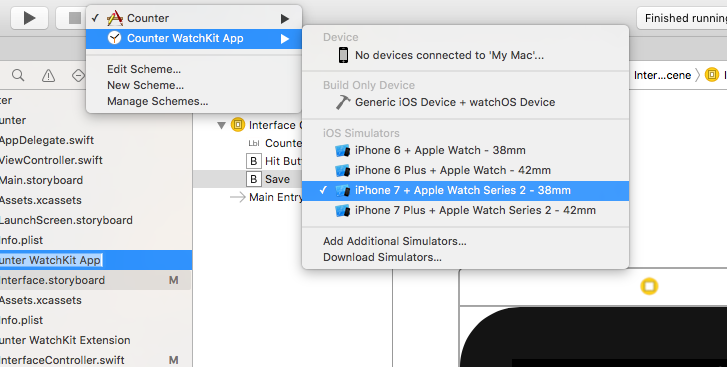 Counter
Counter WatchKit App
Edit Scheme...
New Scheme...
Manage Schemes...
Device
No devices connected to 'My Mac'...
Build Only Device
Generic iOS Device + watchOS Device
iOS Simulators
iPhone 6 + Apple Watch - 38mm
iPhone 6 Plus + Apple Watch - 42mm
iPhone 7 + Apple Watch Series 2 - 38mm
iPhone 7 Plus + Apple Watch Series 2 - 42mm
Add Additional Simulators...
Download Simulators...
Finished runnin
Inter...cene
ter
unter
AppDelegate.swift
ViewController.swift
Main.storyboard
Assets.xcassets
LaunchScreen.storyboard
nfo.plist
unter WatchKit App
nterface.storyboard M
Assets.xcassets
nfo.plist
unter WatchKit Extension
nterfaceController.swift M
Interface C
Lbl Counte
B Hit Butt
B Save
Main Entry